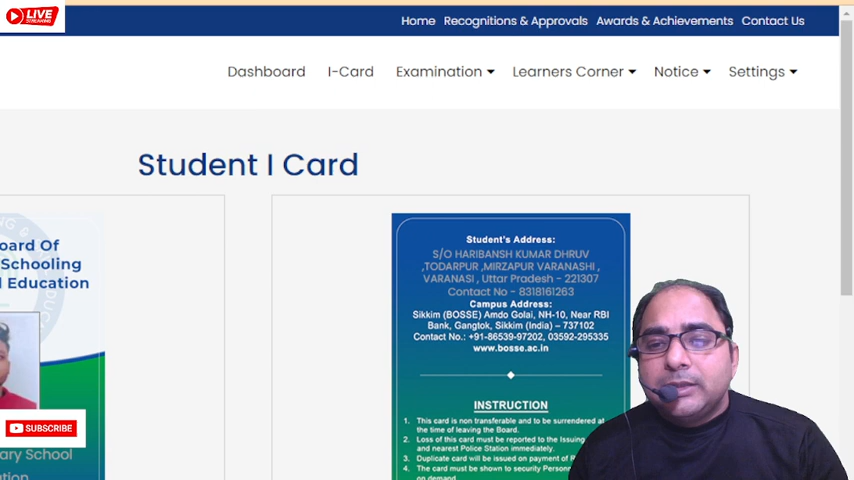 LIVE
STREAMING
Home Recognitions & Approvals Awards & Achievements Contact Us
Dashboard I-Card Examination Learners Corner Notice Settings
Student I Card
oard Of
Schooling
l Education
SUBSCRIBE
ary School
ation
Student's Address:
S/O HARIBANSH KUMAR DHRUV
,TODARPUR ,MIRZAPUR VARANASHI ,
VARANASI , Uttar Pradesh - 221307
Contact No - 8318161263
Campus Address:
Sikkim (BOSSE) Amdo Golai, NH-10, Near RBI
Bank, Gangtok, Sikkim (India) – 737102
Contact No.: +91-86539-97202, 03592-295335
www.bosse.ac.in
INSTRUCTION
1. This card is non transferable and to be surrendered at
the time of leaving the Board.
2. Loss of this card must be reported to the Issuing
and nearest Police Station immediately.
3. Duplicate card will be issued on payment of
4. The card must be shown to security Person
on demand.